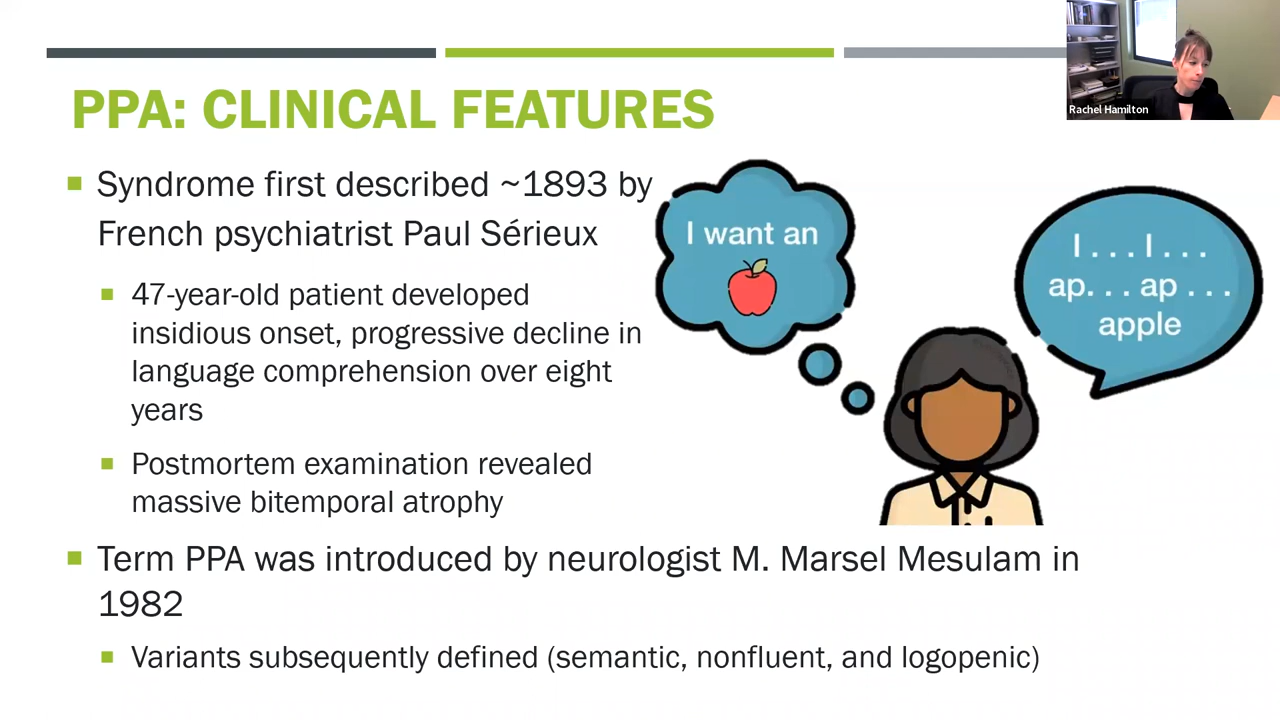 Rachel Hamilton
PPA: CLINICAL FEATURES
Syndrome first described ~1893 by
French psychiatrist Paul Sérieux
47-year-old patient developed
insidious onset, progressive decline in
language comprehension over eight
years
Postmortem examination revealed
massive bitemporal atrophy
I want an
I . . . I . . .
ap. . . ap . . .
apple
Term PPA was introduced by neurologist M. Marsel Mesulam in
1982
Variants subsequently defined (semantic, nonfluent, and logopenic)